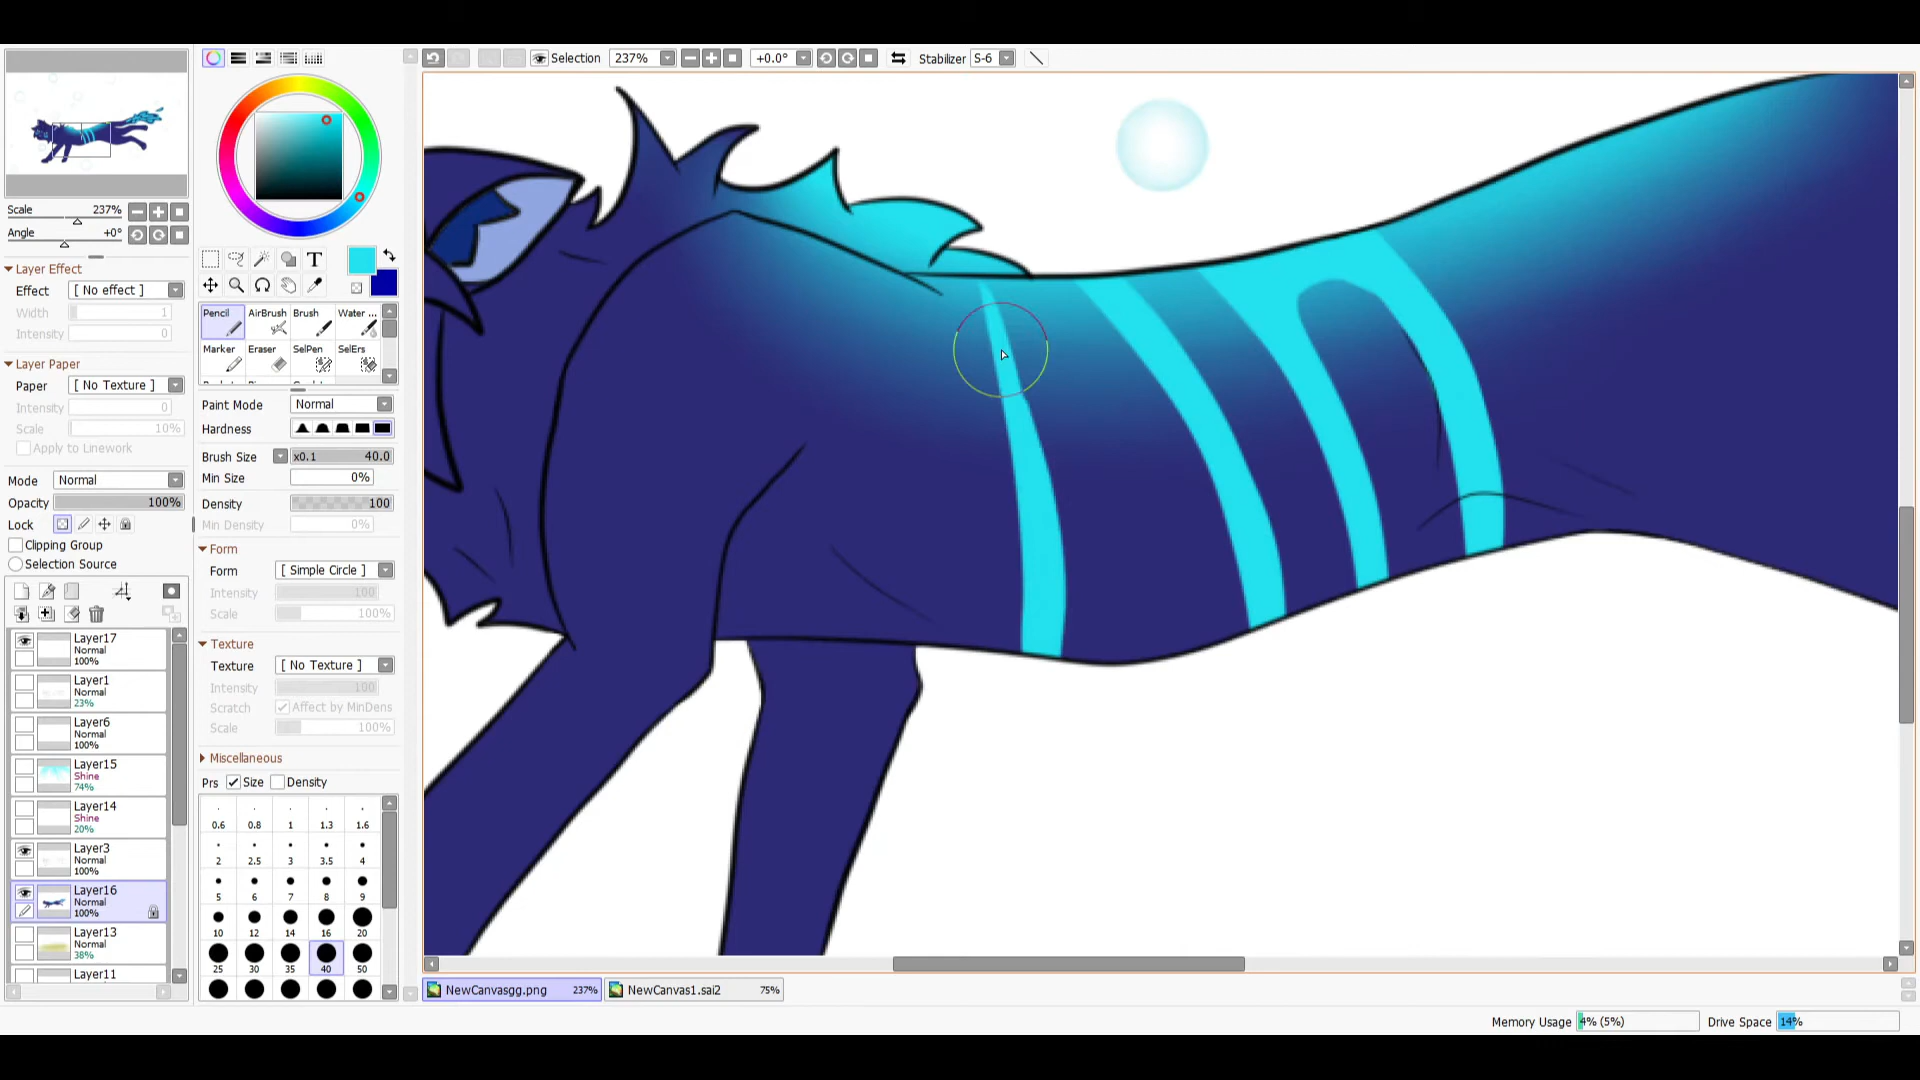 Selection 237% +0.0° Stabilizer S-6
Scale 237%
Angle +0°
Layer Effect
Effect [ No effect ]
Width 1
Intensity 0
Layer Paper
Paper [ No Texture ]
Intensity 0
Scale 10%
Apply to Linework
Mode Normal
Opacity 100%
Lock
Clipping Group
Selection Source
Layer17
Normal
100%
Layer1
Normal
23%
Layer6
Normal
100%
Layer15
Shine
74%
Layer14
Shine
20%
Layer3
Normal
100%
Layer16
Normal
100%
Layer13
Normal
38%
Layer11
T
Pencil AirBrush Brush Water ...
Marker Eraser SelPen SelErs
Paint Mode Normal
Hardness
Brush Size x0.1 40.0
Min Size 0%
Density 100
Min Density 0%
Form
Form [ Simple Circle ]
Intensity 100
Scale 100%
Texture
Texture [ No Texture ]
Intensity 100
Scratch Affect by MinDens
Scale 100%
Miscellaneous
Prs Size Density
0.6 0.8 1 1.3 1.6
2 2.5 3 3.5 4
5 6 7 8 9
10 12 14 16 20
25 30 35 40 50
NewCanvasgg.png 237% NewCanvas1.sai2 75%
Memory Usage 4% (5%) Drive Space 14%